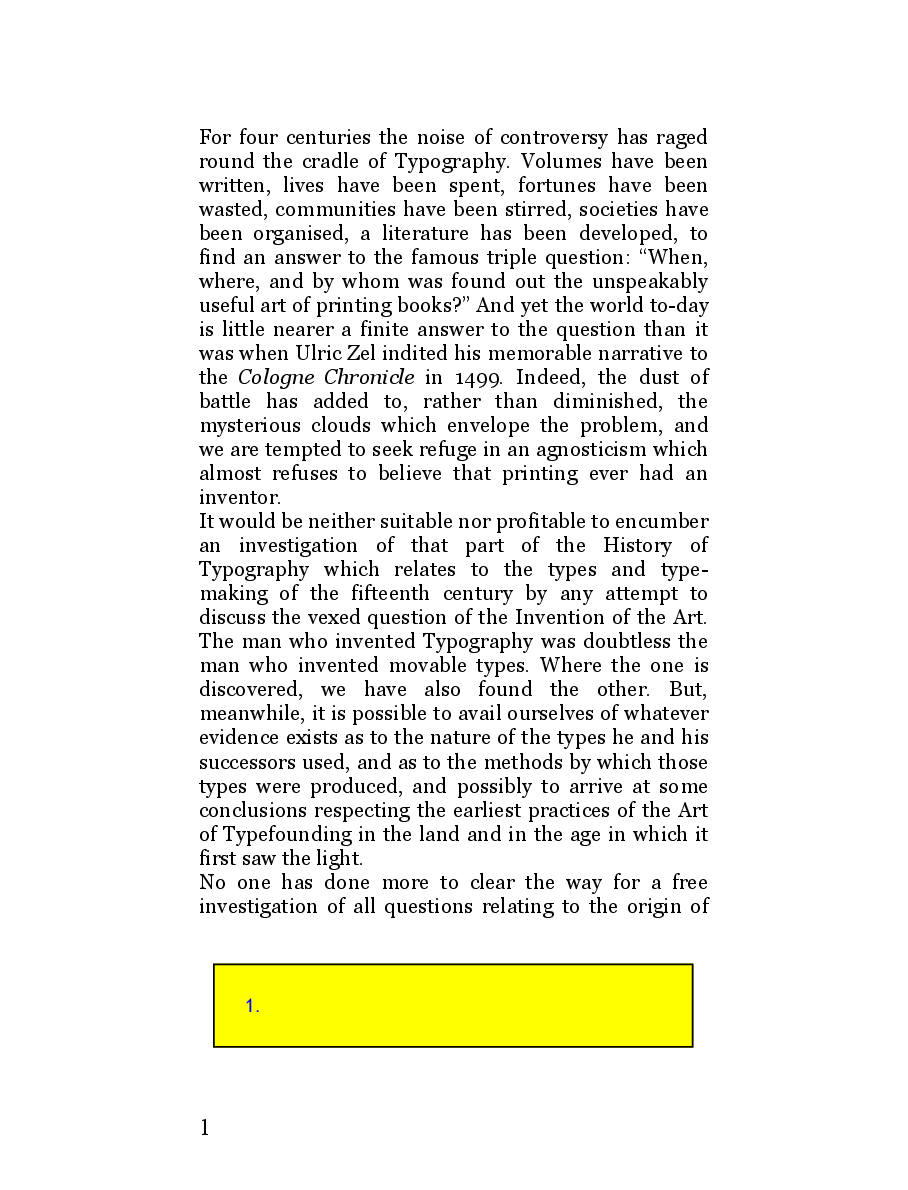 For four centuries the noise of controversy has raged
round the cradle of Typography. Volumes have been
written, lives have been spent, fortunes have been
wasted, communities have been stirred, societies have
been organised, a literature has been developed, to
find an answer to the famous triple question: “When,
where, and by whom was found out the unspeakably
useful art of printing books?” And yet the world to-day
is little nearer a finite answer to the question than it
was when Ulric Zel indited his memorable narrative to
the Cologne Chronicle in 1499. Indeed, the dust of
battle has added to, rather than diminished, the
mysterious clouds which envelope the problem, and
we are tempted to seek refuge in an agnosticism which
almost refuses to believe that printing ever had an
inventor.
It would be neither suitable nor profitable to encumber
an investigation of that part of the History of
Typography which relates to the types and type-
making of the fifteenth century by any attempt to
discuss the vexed question of the Invention of the Art.
The man who invented Typography was doubtless the
man who invented movable types. Where the one is
discovered, we have also found the other. But,
meanwhile, it is possible to avail ourselves of whatever
evidence exists as to the nature of the types he and his
successors used, and as to the methods by which those
types were produced, and possibly to arrive at some
conclusions respecting the earliest practices of the Art
of Typefounding in the land and in the age in which it
first saw the light.
No one has done more to clear the way for a free
investigation of all questions relating to the origin of
1.
1